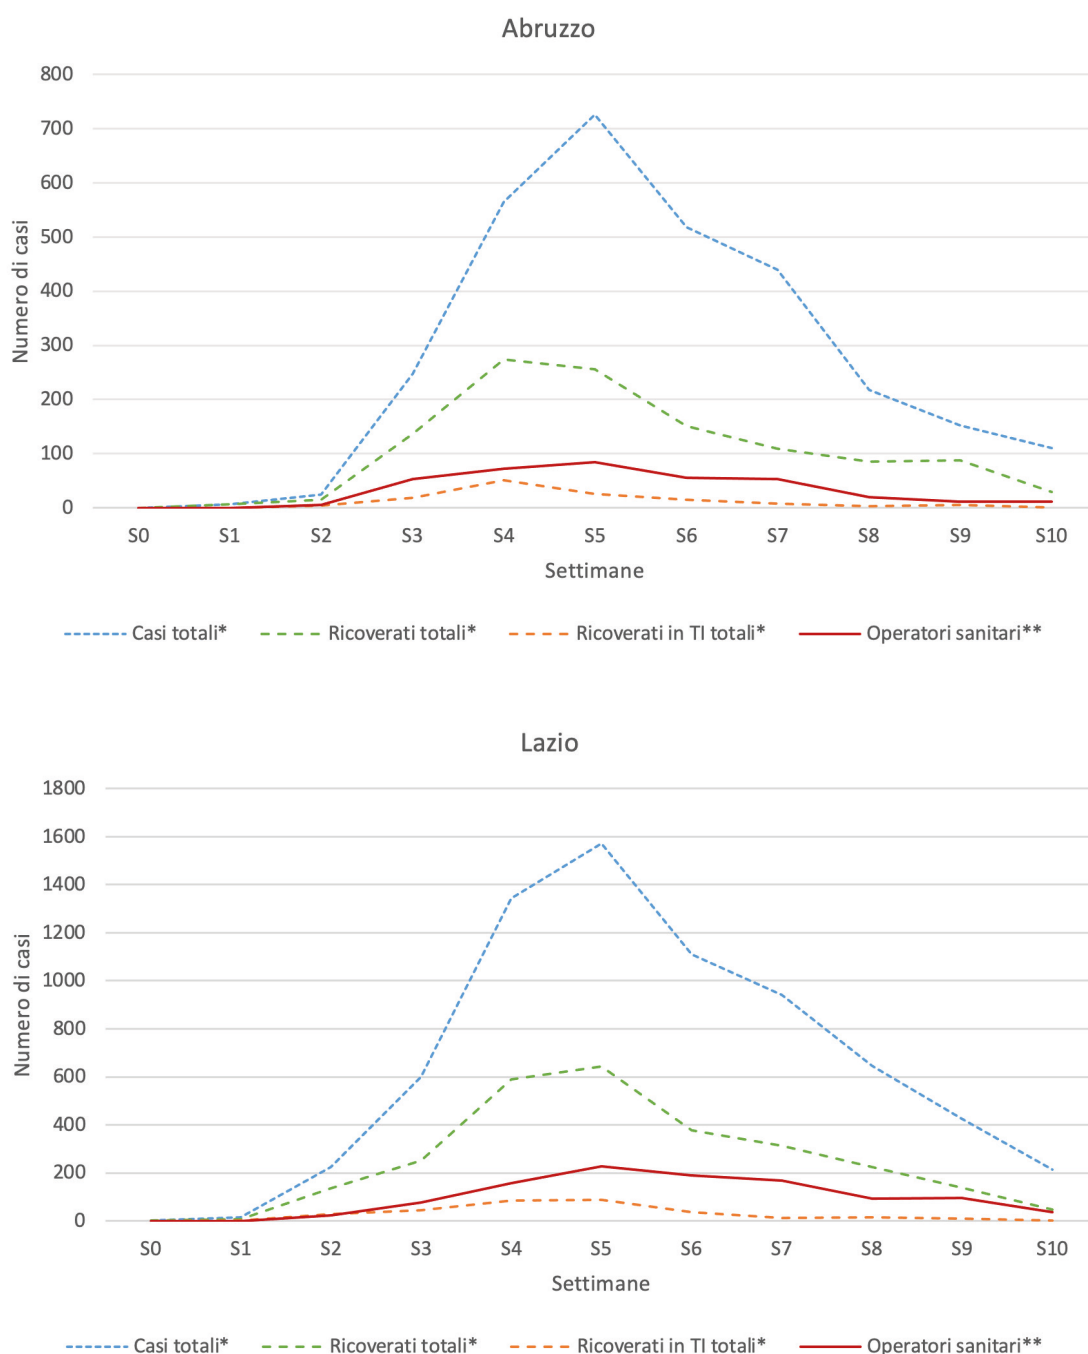 Abruzzo
800
700
600
500
400
300
200
100
0
Numero di casi
S0 S1 S2 S3 S4 S5 S6 S7 S8 S9 S10
Settimane
Casi totali* Ricoverati totali* Ricoverati in TI totali* Operatori sanitari**
Lazio
1800
1600
1400
1200
1000
800
600
400
200
0
Numero di casi
S0 S1 S2 S3 S4 S5 S6 S7 S8 S9 S10
Settimane
Casi totali* Ricoverati totali* Ricoverati in TI totali* Operatori sanitari**